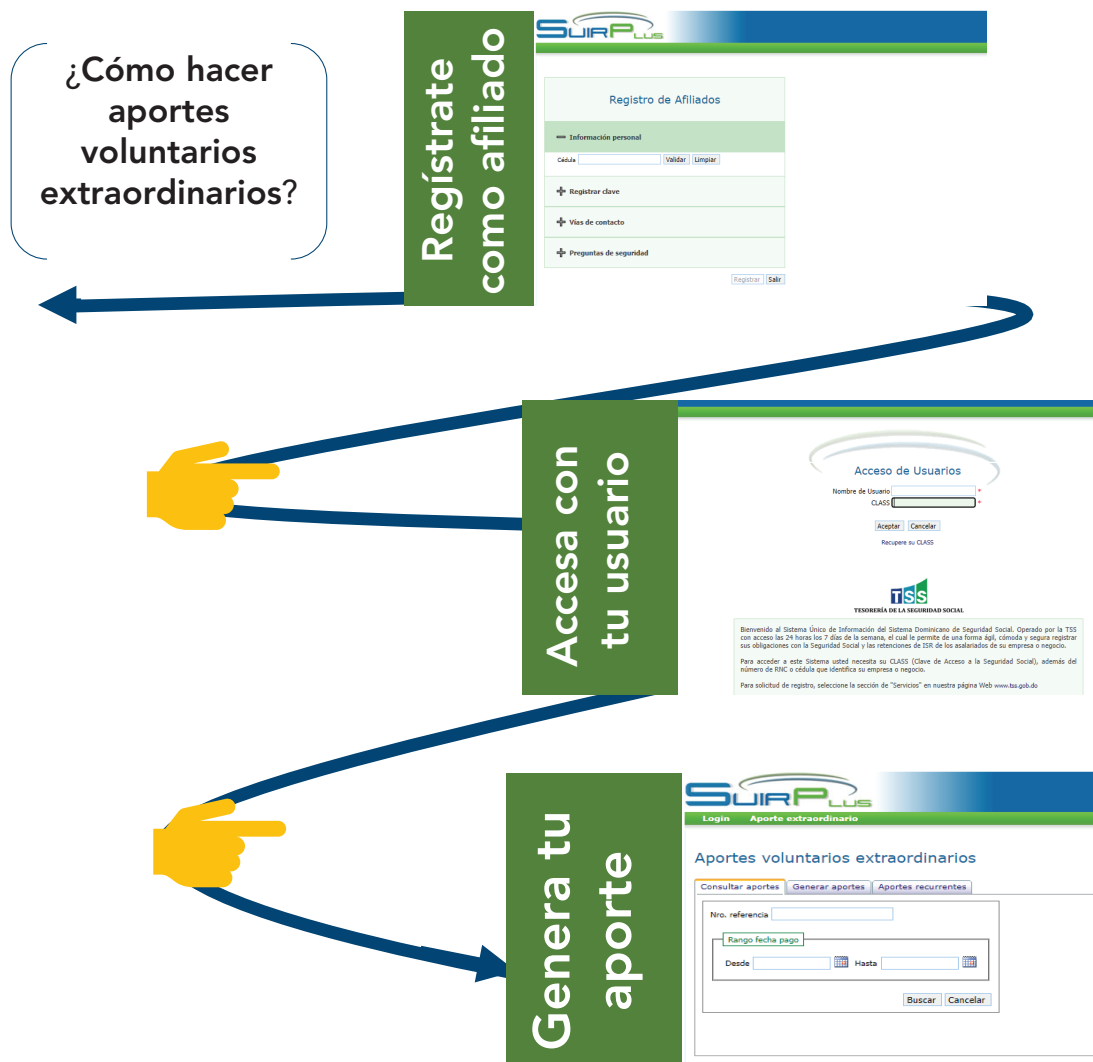 ¿Cómo hacer
aportes
voluntarios
extraordinarios?
Regístrate
como afiliado
SUIRPLUS
Registro de Afiliados
Información personal
Cédula Validar Limpiar
Registrar clave
Vías de contacto
Preguntas de seguridad
Registrar Salir
Accesa con
tu usuario
Acceso de Usuarios
Nombre de Usuario *
CLASS *
Aceptar Cancelar
Recupere su CLASS
TSS
TESORERÍA DE LA SEGURIDAD SOCIAL
Bienvenido al Sistema Único de Información del Sistema Dominicano de Seguridad Social. Operado por la TSS
con acceso las 24 horas los 7 días de la semana, el cual le permite de una forma ágil, cómoda y segura registrar
sus obligaciones con la Seguridad Social y las retenciones de ISR de los asalariados de su empresa o negocio.
Para acceder a este Sistema usted necesita su CLASS (Clave de Acceso a la Seguridad Social), además del
número de RNC o cédula que identifica su empresa o negocio.
Para solicitud de registro, seleccione la sección de "Servicios" en nuestra página Web www.tss.gob.do
Genera tu
aporte
SUIRPLUS
Login Aporte extraordinario
Aportes voluntarios extraordinarios
Consultar aportes Generar aportes Aportes recurrentes
Nro. referencia
Rango fecha pago
Desde Hasta
Buscar Cancelar